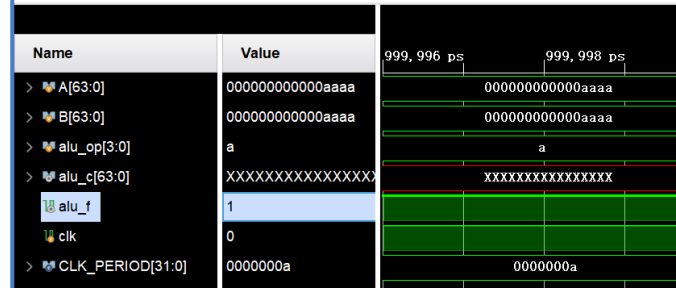 Name Value 999,996 ps 999,998 ps
A[63:0] 000000000000aaaa 000000000000aaaa
B[63:0] 000000000000aaaa 000000000000aaaa
alu_op[3:0] a a
alu_c[63:0] XXXXXXXXXXXXXXXX XXXXXXXXXXXXXXXX
alu_f 1
clk 0
CLK_PERIOD[31:0] 0000000a 0000000a